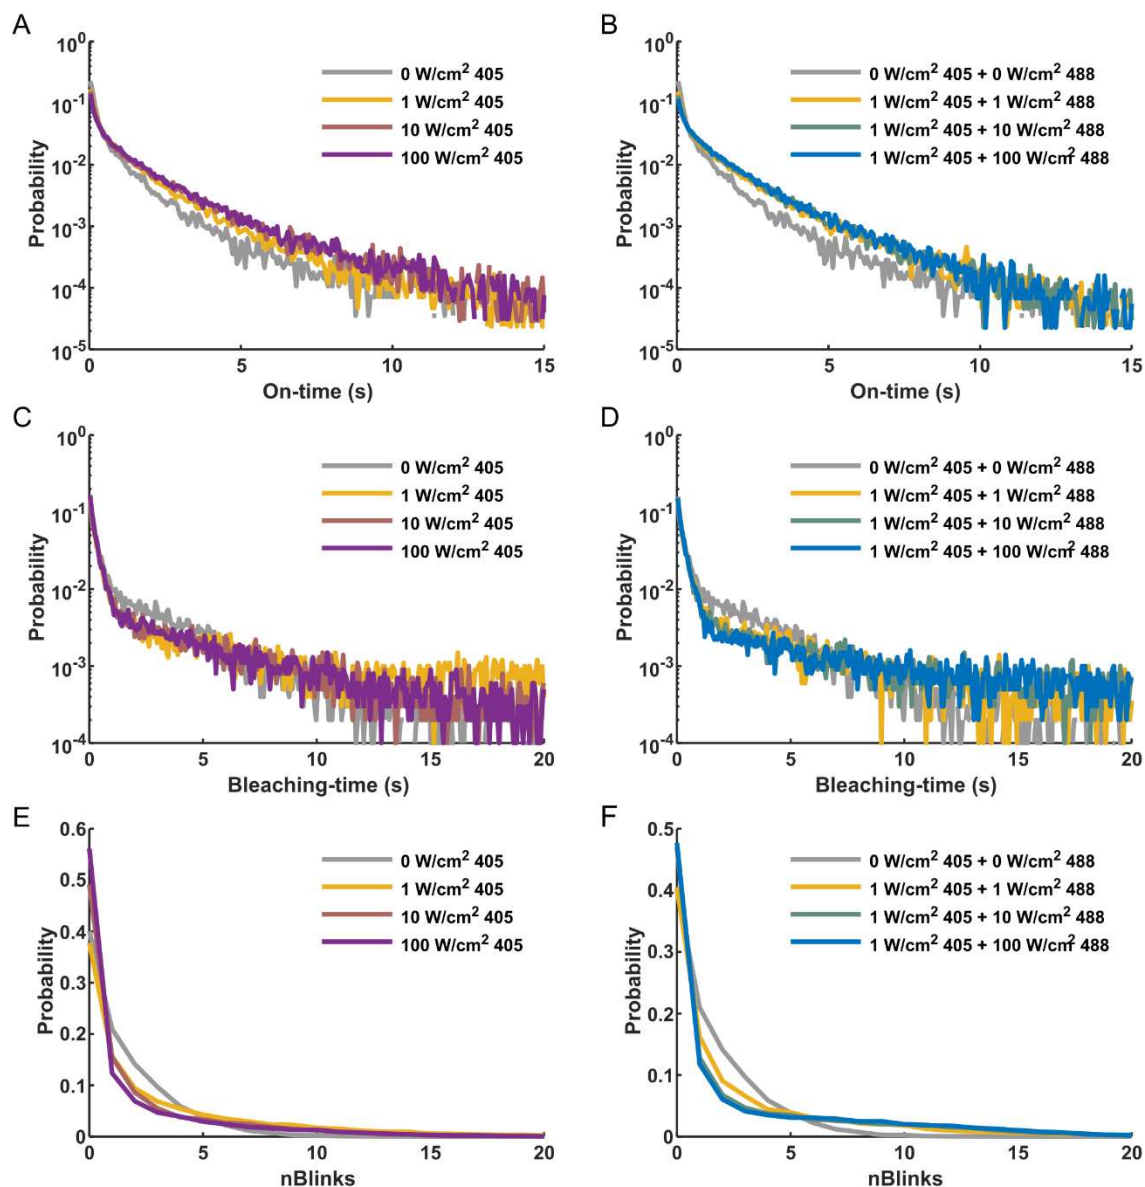 A
10^0
10^-1
10^-2
10^-3
10^-4
10^-5
Probability
0 W/cm² 405
1 W/cm² 405
10 W/cm² 405
100 W/cm² 405
0 5 10 15
On-time (s)
B
10^0
10^-1
10^-2
10^-3
10^-4
10^-5
Probability
0 W/cm² 405 + 0 W/cm² 488
1 W/cm² 405 + 1 W/cm² 488
1 W/cm² 405 + 10 W/cm² 488
1 W/cm² 405 + 100 W/cm² 488
0 5 10 15
On-time (s)
C
10^0
10^-1
10^-2
10^-3
10^-4
Probability
0 W/cm² 405
1 W/cm² 405
10 W/cm² 405
100 W/cm² 405
0 5 10 15 20
Bleaching-time (s)
D
10^0
10^-1
10^-2
10^-3
10^-4
Probability
0 W/cm² 405 + 0 W/cm² 488
1 W/cm² 405 + 1 W/cm² 488
1 W/cm² 405 + 10 W/cm² 488
1 W/cm² 405 + 100 W/cm² 488
0 5 10 15 20
Bleaching-time (s)
E
0.6
0.5
0.4
0.3
0.2
0.1
0
Probability
0 W/cm² 405
1 W/cm² 405
10 W/cm² 405
100 W/cm² 405
0 5 10 15 20
nBlinks
F
0.5
0.4
0.3
0.2
0.1
0
Probability
0 W/cm² 405 + 0 W/cm² 488
1 W/cm² 405 + 1 W/cm² 488
1 W/cm² 405 + 10 W/cm² 488
1 W/cm² 405 + 100 W/cm² 488
0 5 10 15 20
nBlinks